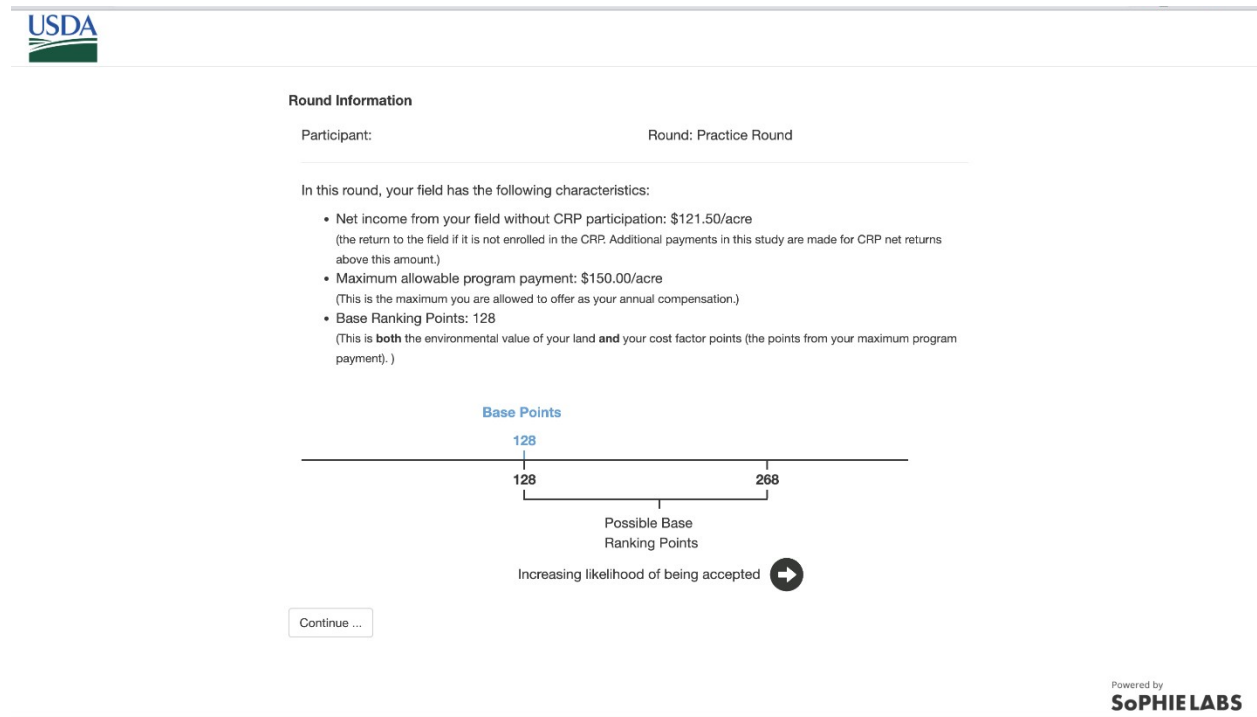 USDA
Round Information
Participant:
Round: Practice Round
In this round, your field has the following characteristics:
• Net income from your field without CRP participation: $121.50/acre
(the return to the field if it is not enrolled in the CRP. Additional payments in this study are made for CRP net returns
above this amount.)
• Maximum allowable program payment: $150.00/acre
(This is the maximum you are allowed to offer as your annual compensation.)
• Base Ranking Points: 128
(This is both the environmental value of your land and your cost factor points (the points from your maximum program
payment). )
Base Points
128
128
268
Possible Base
Ranking Points
Increasing likelihood of being accepted
Continue ...
Powered by
SoPHIELABS